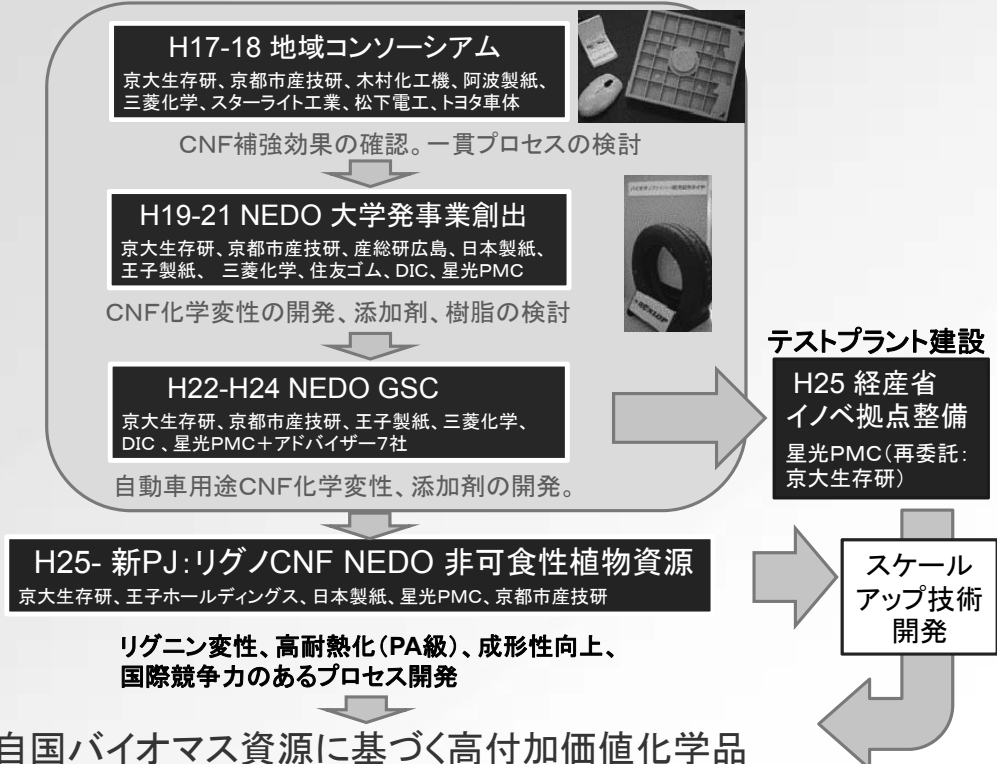 H17-18 地域コンソーシアム
京大生存研、京都市産技研、木村化工機、阿波製紙、
三菱化学、スターライト工業、松下電工、トヨタ車体
CNF補強効果の確認。一貫プロセスの検討
H19-21 NEDO 大学発事業創出
京大生存研、京都市産技研、産総研広島、日本製紙、
王子製紙、 三菱化学、住友ゴム、DIC、星光PMC
DUNLOP
CNF化学変性の開発、添加剤、樹脂の検討
H22-H24 NEDO GSC
京大生存研、京都市産技研、王子製紙、三菱化学、
DIC 、星光PMC+アドバイザー7社
自動車用途CNF化学変性、添加剤の開発。
テストプラント建設
H25 経産省
イノベ拠点整備
星光PMC(再委託:
京大生存研)
H25- 新PJ:リグノCNF NEDO 非可食性植物資源
京大生存研、王子ホールディングス、日本製紙、星光PMC、京都市産技研
スケール
アップ技術
開発
リグニン変性、高耐熱化(PA級)、成形性向上、
国際競争力のあるプロセス開発
自国バイオマス資源に基づく高付加価値化学品